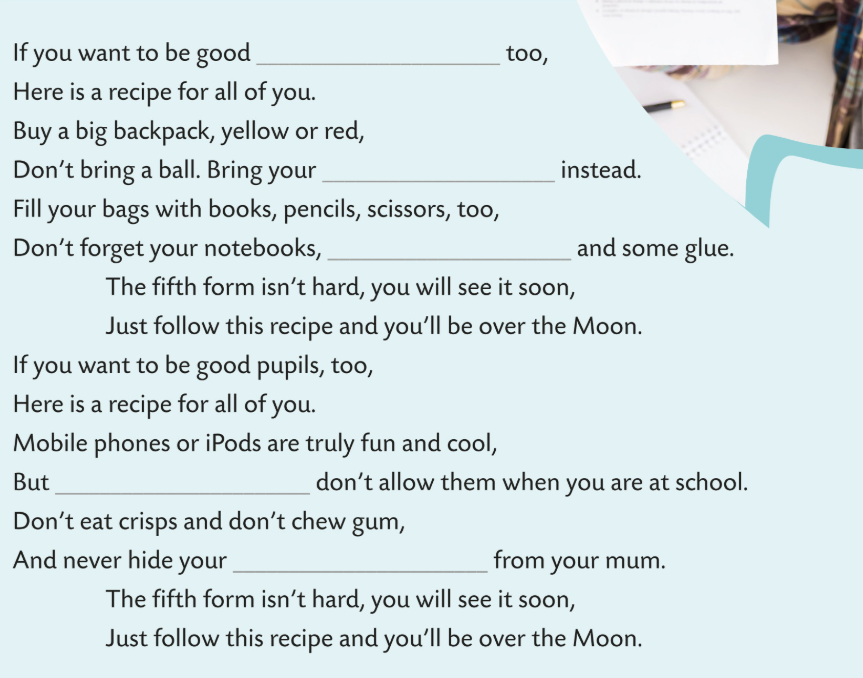 If you want to be good ____________________ too,
Here is a recipe for all of you.
Buy a big backpack, yellow or red,
Don't bring a ball. Bring your ____________________ instead.
Fill your bags with books, pencils, scissors, too,
Don't forget your notebooks, ____________________ and some glue.
The fifth form isn't hard, you will see it soon,
Just follow this recipe and you'll be over the Moon.
If you want to be good pupils, too,
Here is a recipe for all of you.
Mobile phones or iPods are truly fun and cool,
But ____________________ don't allow them when you are at school.
Don't eat crisps and don't chew gum,
And never hide your ____________________ from your mum.
The fifth form isn't hard, you will see it soon,
Just follow this recipe and you'll be over the Moon.